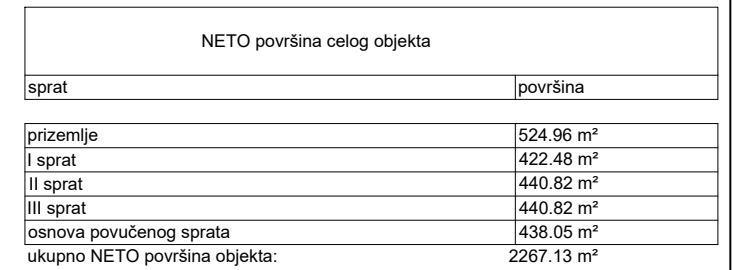 NETO površina celog objekta
sprat površina
prizemlje 524.96 m²
I sprat 422.48 m²
II sprat 440.82 m²
III sprat 440.82 m²
osnova povučenog sprata 438.05 m²
ukupno NETO površina objekta: 2267.13 m²